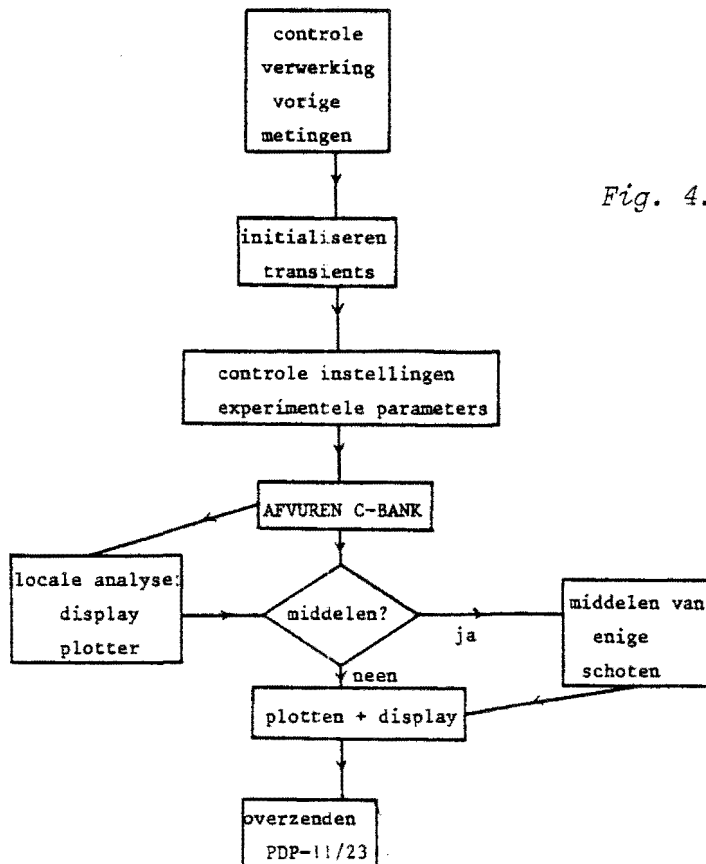 controle
verwerking
vorige
metingen
Fig. 4.
initialiseren
transients
controle instellingen
experimentele parameters
AFVUREN C-BANK
locale analyse:
display
plotter
middelen?
ja
middelen van
enige
schoten
neen
plotten + display
overzenden
PDP-11/23